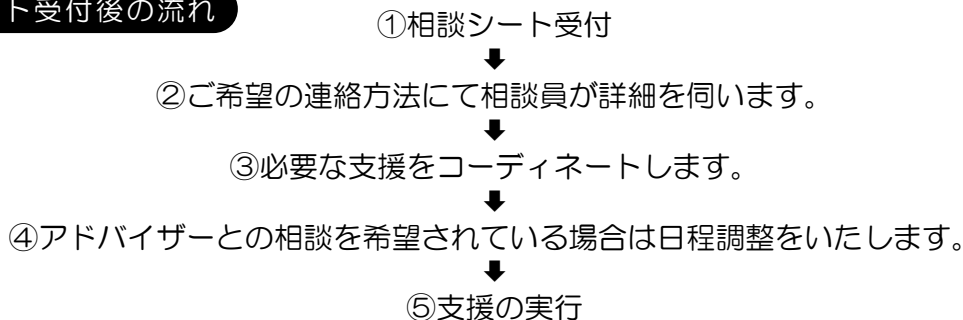 ト受付後の流れ
①相談シート受付
⬇
②ご希望の連絡方法にて相談員が詳細を伺います。
⬇
③必要な支援をコーディネートします。
⬇
④アドバイザーとの相談を希望されている場合は日程調整をいたします。
⬇
⑤支援の実行